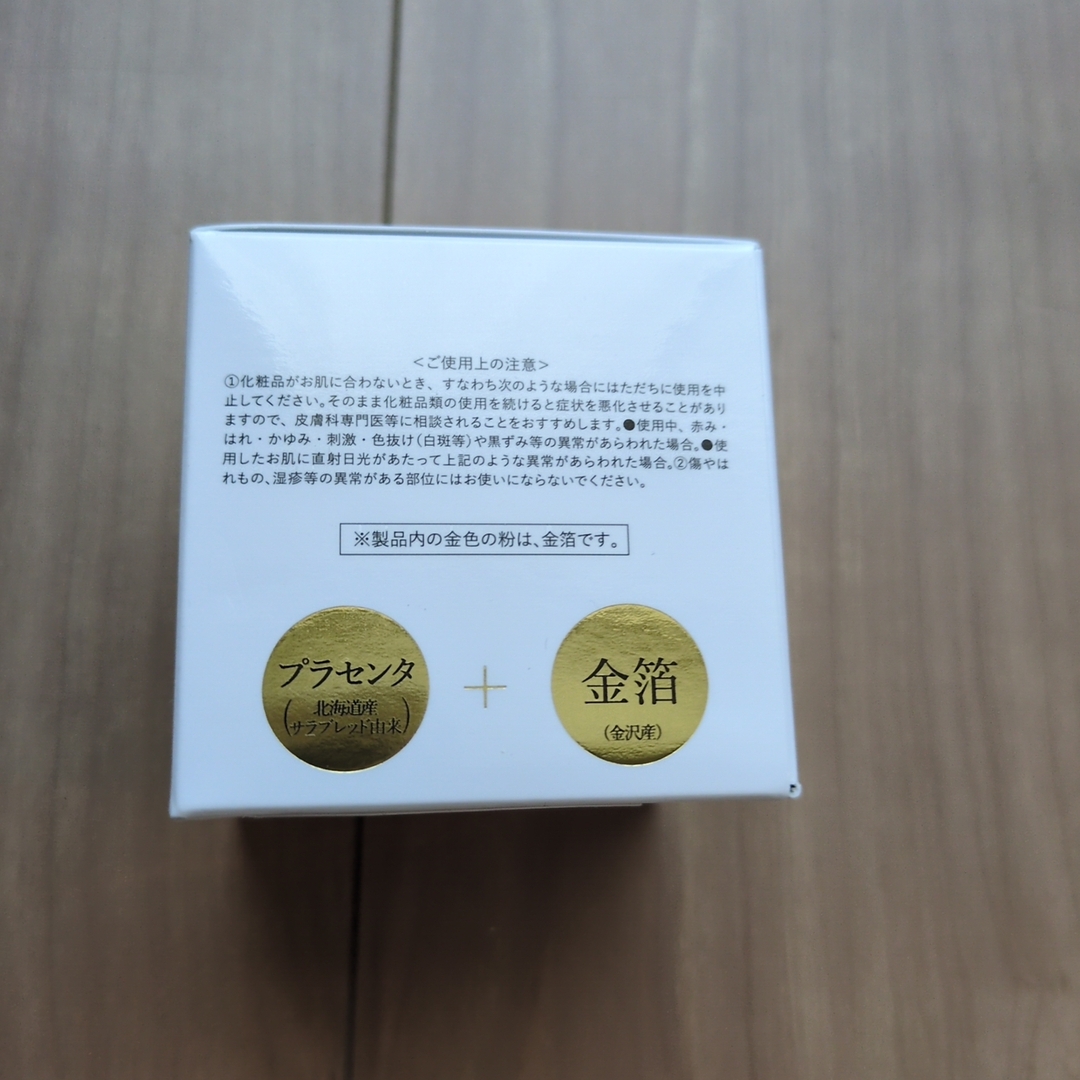 ＜ご使用上の注意＞
①化粧品がお肌に合わないとき、すなわち次のような場合にはただちに使用を中
止してください。そのまま化粧品類の使用を続けると症状を悪化させることがあり
ますので、皮膚科専門医等に相談されることをおすすめします。●使用中、赤み・
はれ・かゆみ・刺激・色抜け（白斑等）や黒ずみ等の異常があらわれた場合。●使
用したお肌に直射日光があたって上記のような異常があらわれた場合。②傷やは
れもの、湿疹等の異常がある部位にはお使いにならないでください。
※製品内の金色の粉は、金箔です。
プラセンタ
（北海道産
サラブレッド由来）
+
金箔
（金沢産）